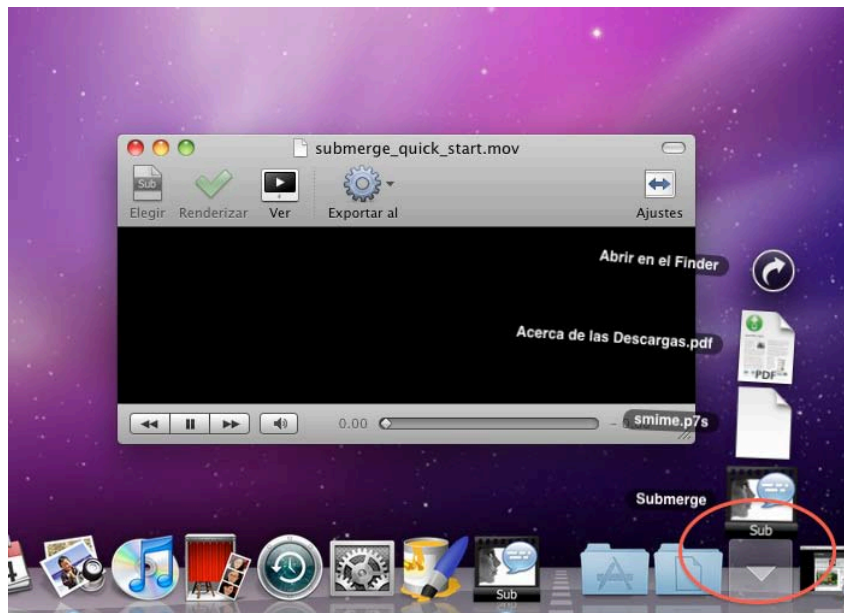 submerge_quick_start.mov
Sub
Elegir
Renderizar
Ver
Exportar al
Ajustes
Abrir en el Finder
Acerca de las Descargas.pdf
PDF
0.00
smime.p7s
Submerge
Sub
Sub